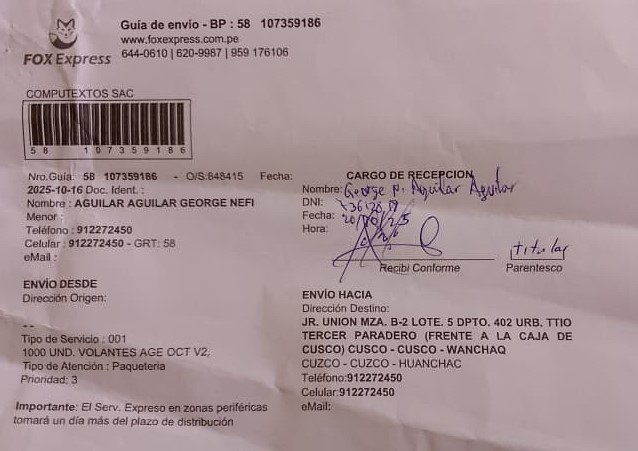 Guía de envío - BP : 58 107359186
www.foxexpress.com.pe
644-0610 | 620-9987 | 959 176106
FOX Express
COMPUTEXTOS SAC
58 107359186
Nro.Guía: 58 107359186 - O/S:848415 Fecha:
2025-10-16 Doc. Ident. :
Nombre : AGUILAR AGUILAR GEORGE NEFI
Menor :
Teléfono : 912272450
Celular : 912272450 - GRT: 58
eMail :
ENVÍO DESDE
Dirección Origen:
--
Tipo de Servicio : 001
1000 UND. VOLANTES AGE OCT V2,
Tipo de Atención : Paqueteria
Prioridad: 3
Importante: El Serv. Expreso en zonas periféricas
tomará un día más del plazo de distribución
CARGO DE RECEPCION
Nombre: George N. Aguilar Aguilar
DNI:
Fecha:
Hora:
Recibi Conforme
titular
Parentesco
ENVÍO HACIA
Dirección Destino:
JR. UNION MZA. B-2 LOTE. 5 DPTO. 402 URB. TTIO
TERCER PARADERO (FRENTE A LA CAJA DE
CUSCO) CUSCO - CUSCO - WANCHAQ
CUZCO - CUZCO - HUANCHAC
Teléfono:912272450
Celular:912272450
eMail: